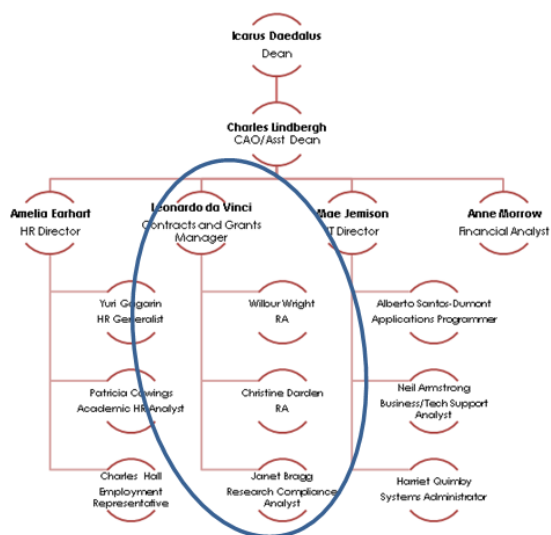 Icarus Daedalus
Dean
Charles Lindbergh
CAO/Asst Dean
Amelia Earhart
HR Director
Leonardo da Vinci
Contracts and Grants
Manager
Mae Jemison
IT Director
Anne Morrow
Financial Analyst
Yuri Gagarin
HR Generalist
Wilbur Wright
RA
Alberto Santos-Dumont
Applications Programmer
Patricia Cowings
Academic HR Analyst
Christine Darden
RA
Neil Armstrong
Business/Tech Support
Analyst
Charles Hall
Employment
Representative
Janet Bragg
Research Compliance
Analyst
Harriet Quimby
Systems Administrator